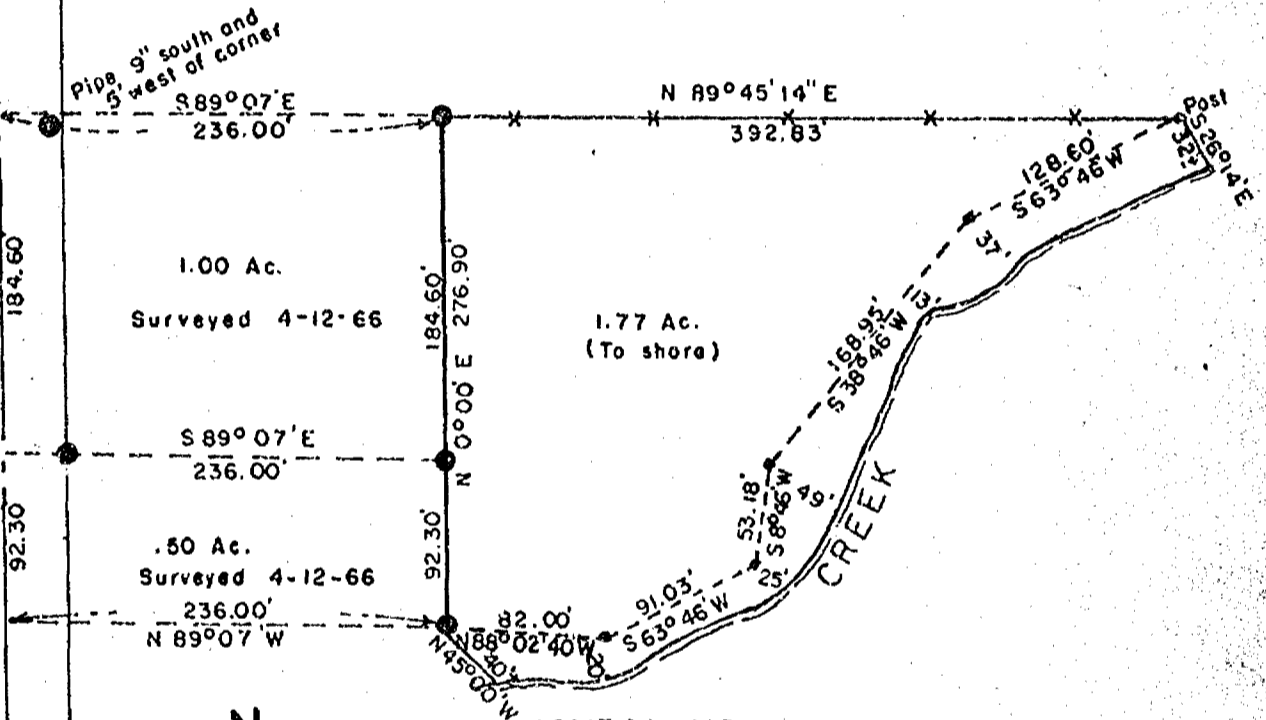 Pipe, 9" south and
5' west of corner
S 89° 07' E
236.00'
N 89° 45' 14" E
392.83'
Post
S 26° 14' E
32'±
128.60'
S 63° 46' W
37'
184.60
1.00 Ac.
Surveyed 4-12-66
184.60'
N 0° 00' E 276.90'
1.77 Ac.
(To shore)
113'
168.95'
S 38° 46' W
S 89° 07' E
236.00'
53.18'
S 8° 46' W
49'
CREEK
92.30
.50 Ac.
Surveyed 4-12-66
92.30'
25'
236.00'
N 89° 07' W
82.00'
N 88° 02' 40" W
91.03'
S 63° 46' W
20'
40'±
N 45° 00' W
N